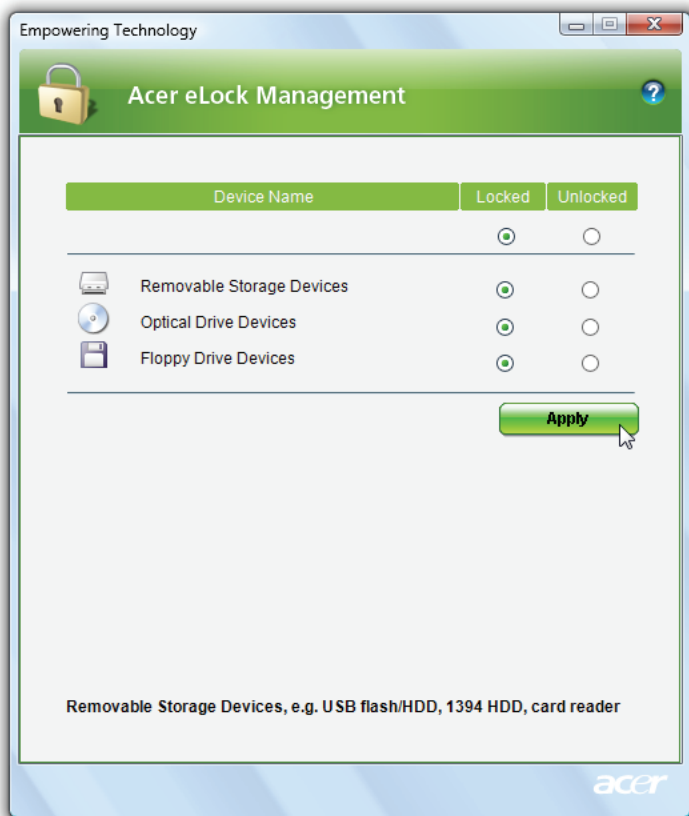 Empowering Technology
Acer eLock Management
?
Device Name Locked Unlocked
Removable Storage Devices
Optical Drive Devices
Floppy Drive Devices
Apply
Removable Storage Devices, e.g. USB flash/HDD, 1394 HDD, card reader
acer